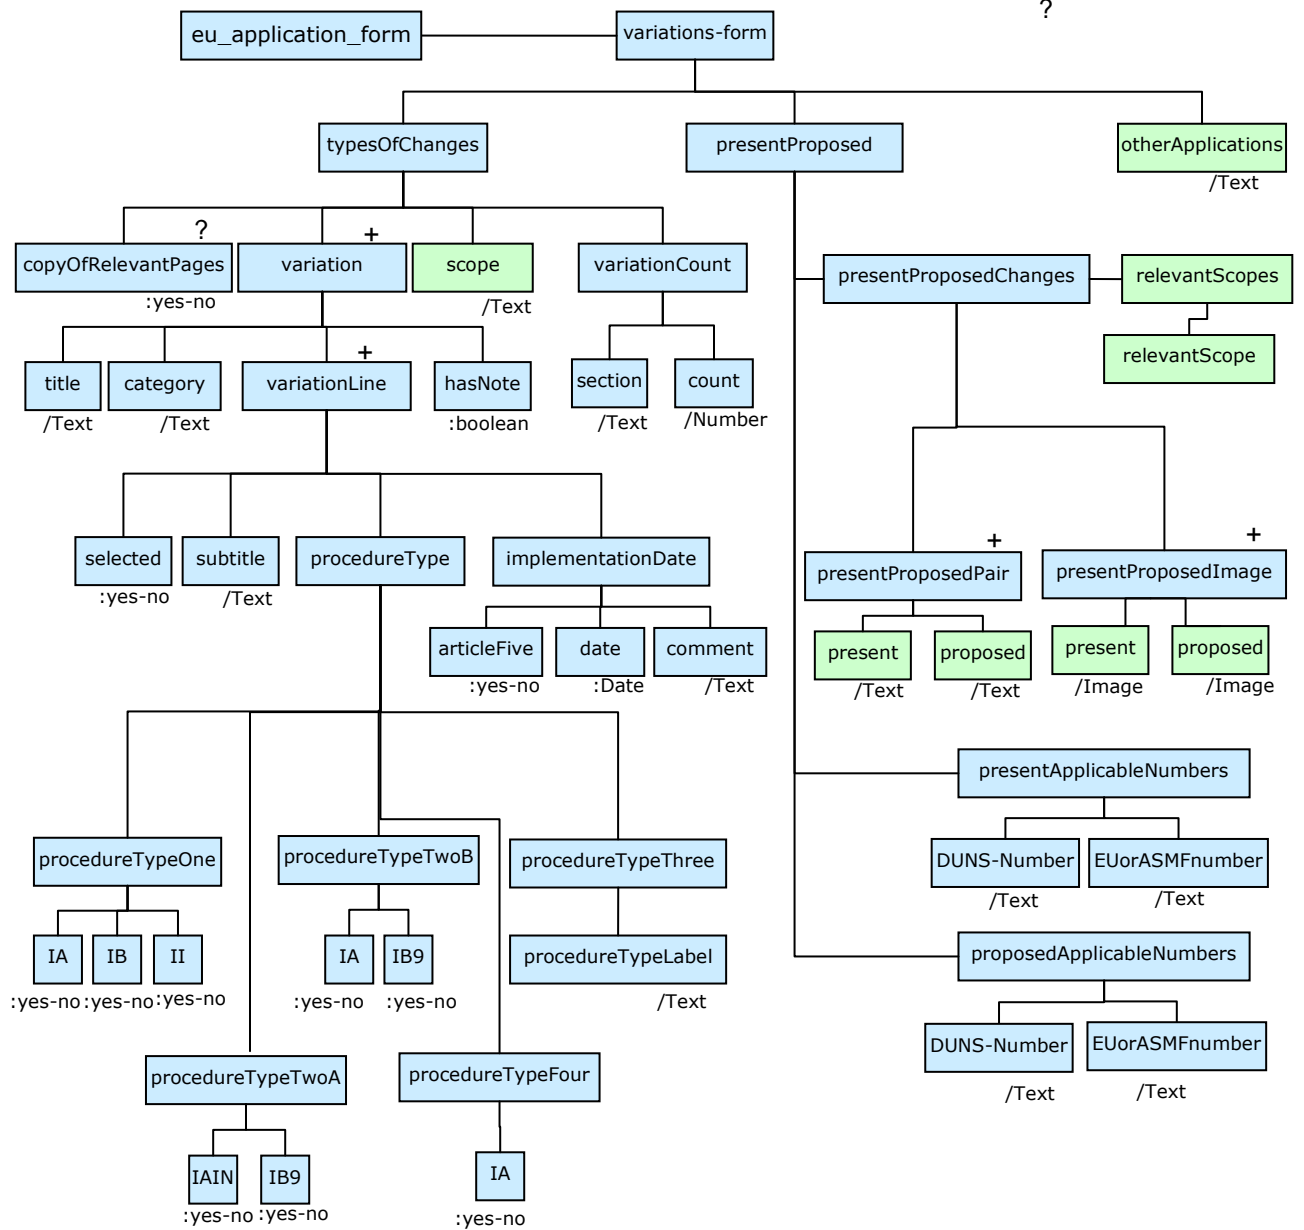 ?
eu_application_form
variations-form
typesOfChanges
presentProposed
otherApplications
/Text
?
+
copyOfRelevantPages
variation
scope
variationCount
presentProposedChanges
relevantScopes
:yes-no
/Text
relevantScope
+
title
category
variationLine
hasNote
section
count
/Text
/Text
:boolean
/Text
/Number
selected
subtitle
procedureType
implementationDate
+
+
presentProposedPair
presentProposedImage
:yes-no
/Text
articleFive
date
comment
present
proposed
present
proposed
:yes-no
:Date
/Text
/Text
/Text
/Image
/Image
presentApplicableNumbers
procedureTypeOne
procedureTypeTwoB
procedureTypeThree
DUNS-Number
EUorASMFnumber
/Text
/Text
IA
IB
II
IA
IB9
procedureTypeLabel
proposedApplicableNumbers
:yes-no
:yes-no
:yes-no
:yes-no
:yes-no
/Text
DUNS-Number
EUorASMFnumber
procedureTypeTwoA
procedureTypeFour
/Text
/Text
IAIN
IB9
IA
:yes-no
:yes-no
:yes-no